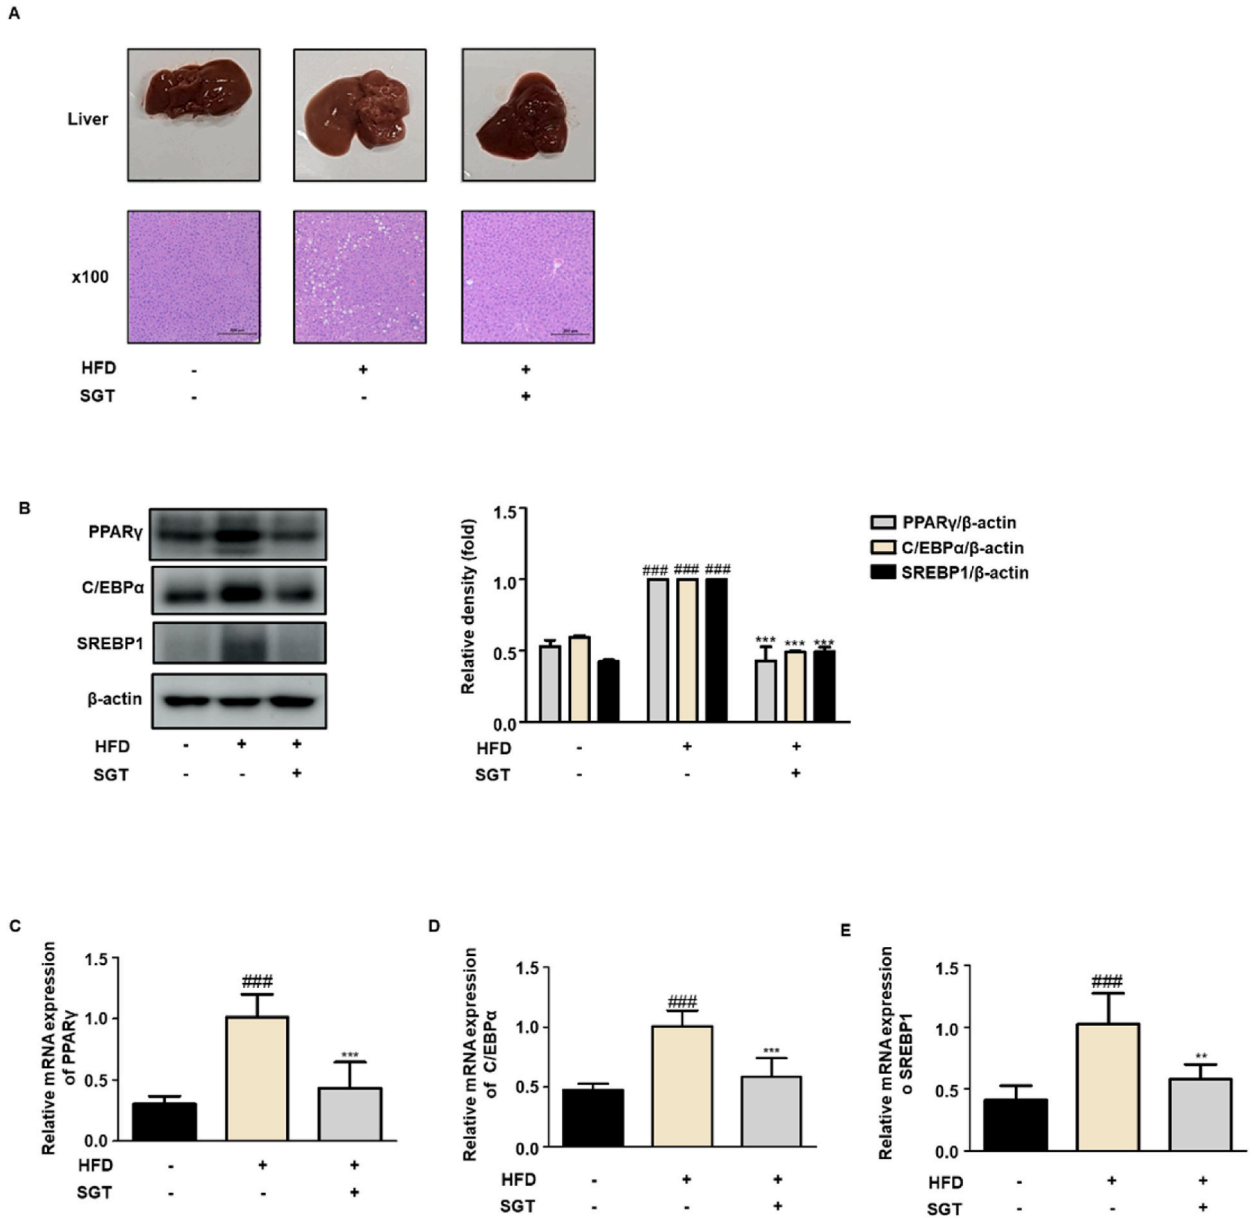 A
Liver
x100
HFD - + +
SGT - - +
B
PPARγ
C/EBPα
SREBP1
β-actin
HFD - + +
SGT - - +
Relative density (fold)
1.5
1.0
0.5
0.0
### ### ###
*** *** ***
HFD - + +
SGT - - +
PPARγ/β-actin
C/EBPα/β-actin
SREBP1/β-actin
C
Relative mRNA expression
of PPARγ
1.5
1.0
0.5
0.0
###
***
HFD - + +
SGT - - +
D
Relative mRNA expression
of C/EBPα
1.5
1.0
0.5
0.0
###
***
HFD - + +
SGT - - +
E
Relative mRNA expression
o SREBP1
1.5
1.0
0.5
0.0
###
**
HFD - + +
SGT - - +